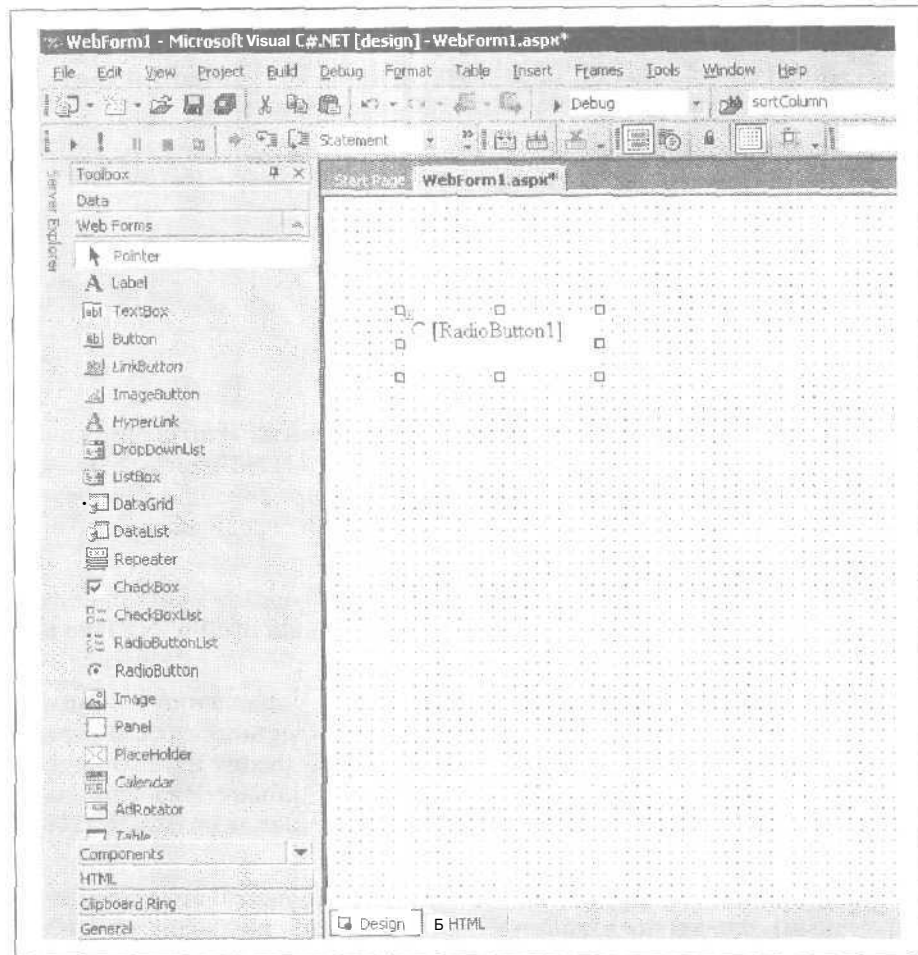 WebForm1 - Microsoft Visual C#.NET [design] - WebForm1.aspx*
File Edit View Project Build Debug Format Table Insert Frames Tools Window Help
Debug sortColumn
Statement
Server Explorer
Toolbox
Start Page WebForm1.aspx*
Data
Web Forms
Pointer
Label
TextBox
Button
LinkButton
ImageButton
HyperLink
DropDownList
ListBox
DataGrid
DataList
Repeater
CheckBox
CheckBoxList
RadioButtonList
RadioButton
Image
Panel
PlaceHolder
Calendar
AdRotator
Table
Components
HTML
Clipboard Ring
General
[RadioButton1]
Design Б HTML